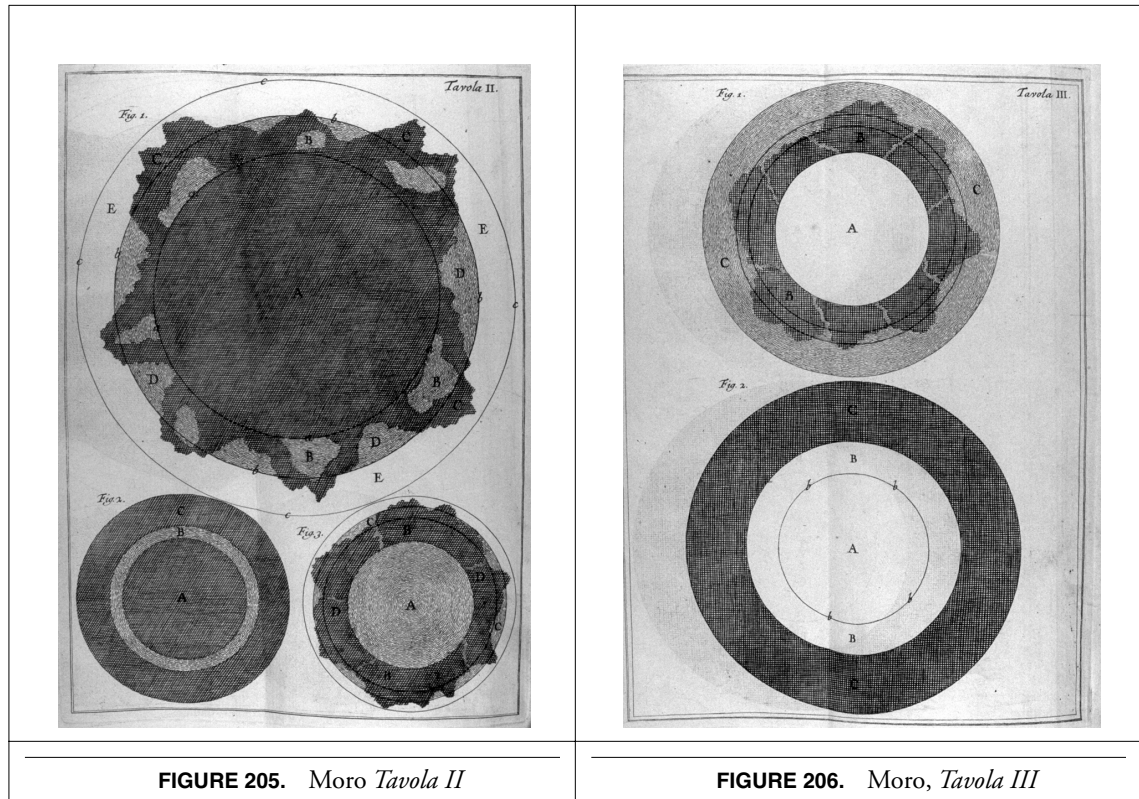 Tavola II.
Fig. 1.
c
b
B
C
C
a
E
E
c
b
D
b
c
A
D
B
C
a
B
D
b
E
c
Fig. 2.
C
B
A
Fig. 3.
C
B
D
A
D
C
B
FIGURE 205. Moro Tavola II
Tavola III.
Fig. 1.
B
C
A
C
B
Fig. 2.
C
B
b
b
A
b
b
B
C
FIGURE 206. Moro, Tavola III